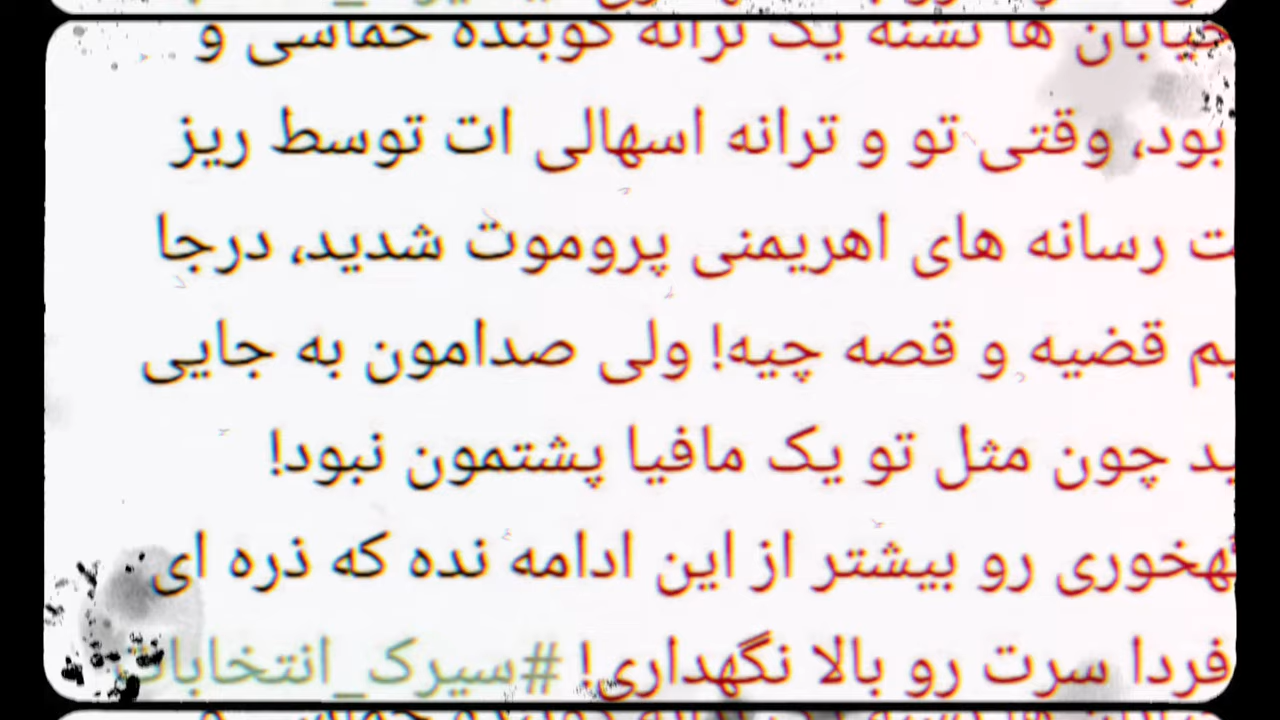 خیابان ها تشنه یک ترانه کوبنده حماسی و
بود، وقتی تو و ترانه اسهالی ات توسط ریز
رسانه های اهریمنی پروموت شدید، درجا
قضیه و قصه چیه! ولی صدامون به جایی
چون مثل تو یک مافیا پشتمون نبود!
رو بیشتر از این ادامه نده که ذره ای
فردا سرت رو بالا نگهداری! #سیرک_انتخابات